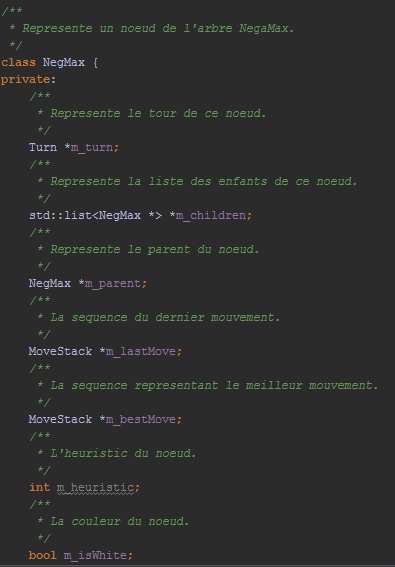 /**
 * Represente un noeud de l'arbre NegaMax.
 */
class NegMax {
private:
    /**
     * Represente le tour de ce noeud.
     */
    Turn *m_turn;
    /**
     * Represente la liste des enfants de ce noeud.
     */
    std::list<NegMax *> *m_children;
    /**
     * Represente le parent du noeud.
     */
    NegMax *m_parent;
    /**
     * La sequence du dernier mouvement.
     */
    MoveStack *m_lastMove;
    /**
     * La sequence representant le meilleur mouvement.
     */
    MoveStack *m_bestMove;
    /**
     * L'heuristic du noeud.
     */
    int m_heuristic;
    /**
     * La couleur du noeud.
     */
    bool m_isWhite;